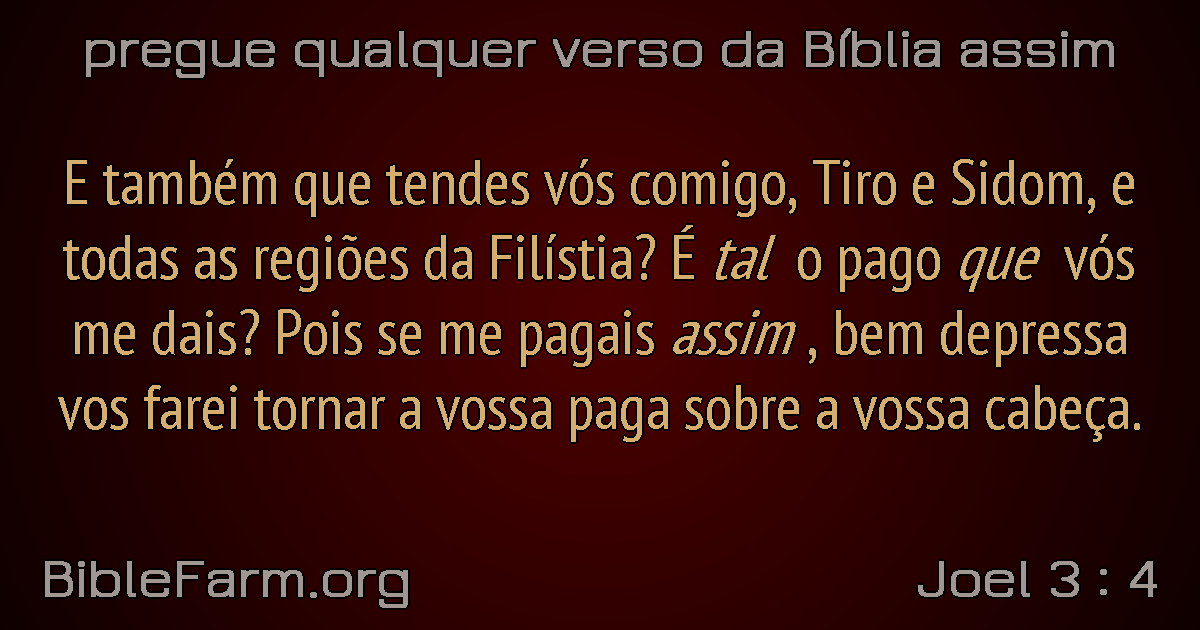 pregue qualquer verso da Bíblia assim
E também que tendes vós comigo, Tiro e Sidom, e
todas as regiões da Filístia? É tal o pago que vós
me dais? Pois se me pagais assim , bem depressa
vos farei tornar a vossa paga sobre a vossa cabeça.
BibleFarm.org
Joel 3 : 4